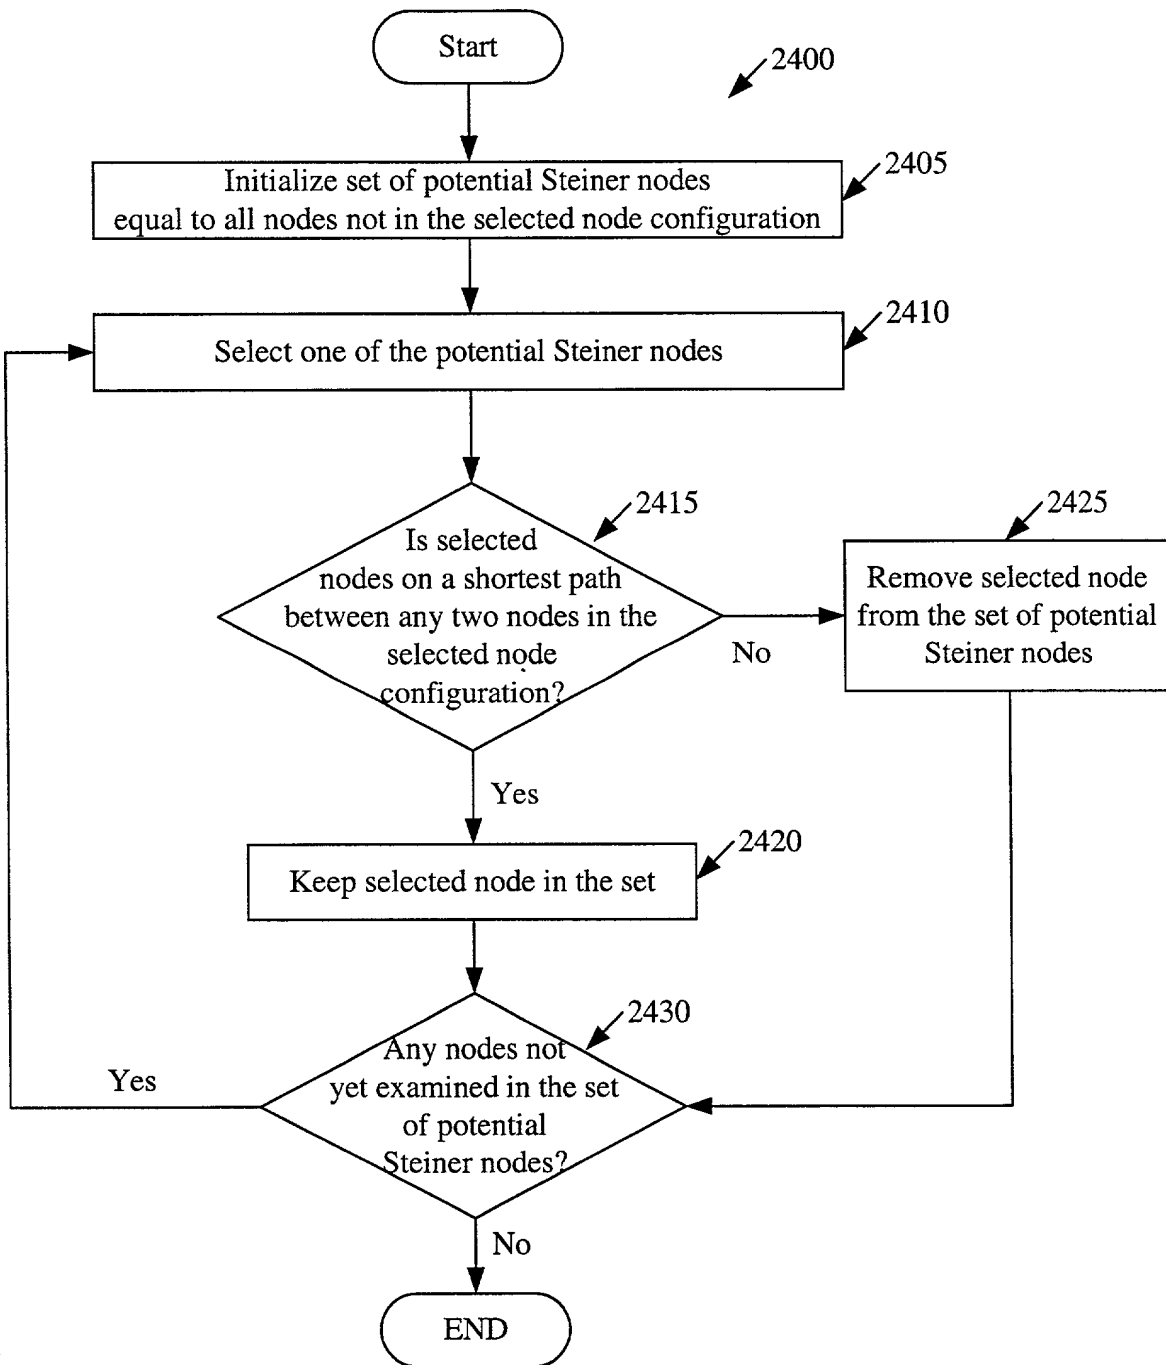 Start
2400
2405
Initialize set of potential Steiner nodes
equal to all nodes not in the selected node configuration
2410
Select one of the potential Steiner nodes
2415
Is selected
nodes on a shortest path
between any two nodes in the
selected node
configuration?
No
2425
Remove selected node
from the set of potential
Steiner nodes
Yes
2420
Keep selected node in the set
2430
Any nodes not
yet examined in the set
of potential
Steiner nodes?
Yes
No
END